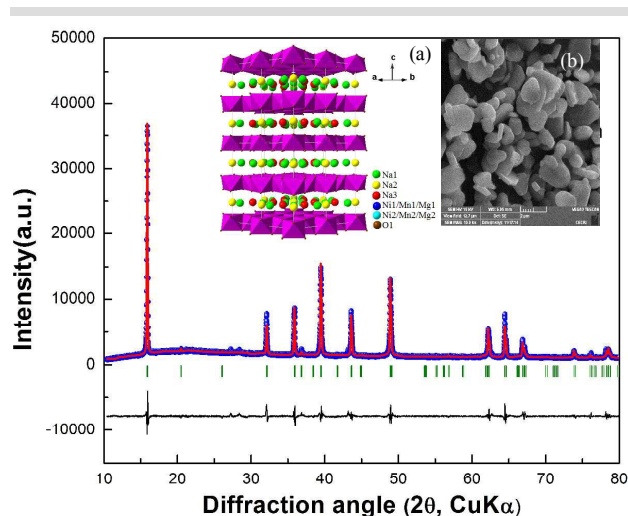 50000
40000
30000
20000
10000
0
-10000
Intensity(a.u.)
(a)
c
a
b
Na1
Na2
Na3
Ni1/Mn1/Mg1
Ni2/Mn2/Mg2
O1
(b)
10 20 30 40 50 60 70 80
Diffraction angle (2θ, CuKα)